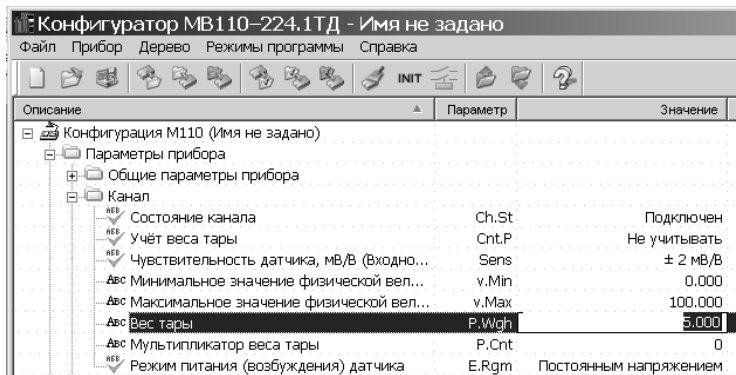 Конфигуратор МВ110–224.1ТД - Имя не задано
Файл Прибор Дерево Режимы программы Справка
INIT
Описание Параметр Значение
Конфигурация М110 (Имя не задано)
Параметры прибора
Общие параметры прибора
Канал
Состояние канала Ch.St Подключен
Учёт веса тары Cnt.P Не учитывать
Чувствительность датчика, мВ/В (Входно... Sens ± 2 мВ/В
Авс Минимальное значение физической вел... v.Min 0.000
Авс Максимальное значение физической вел... v.Max 100.000
Авс Вес тары P.Wgh 5.000
Авс Мультипликатор веса тары P.Cnt 0
Режим питания (возбуждения) датчика E.Rgm Постоянным напряжением